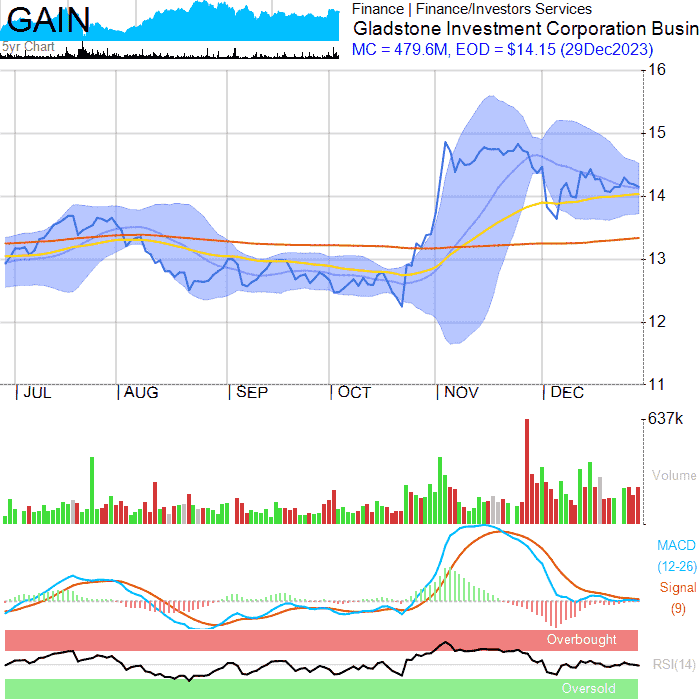 GAIN
5yr Chart
Finance | Finance/Investors Services
Gladstone Investment Corporation Busin
MC = 479.6M, EOD = $14.15 (29Dec2023)
16
15
14
13
12
11
| JUL | AUG | SEP | OCT | NOV | DEC
637k
Volume
MACD
(12-26)
Signal
(9)
Overbought
RSI(14)
Oversold